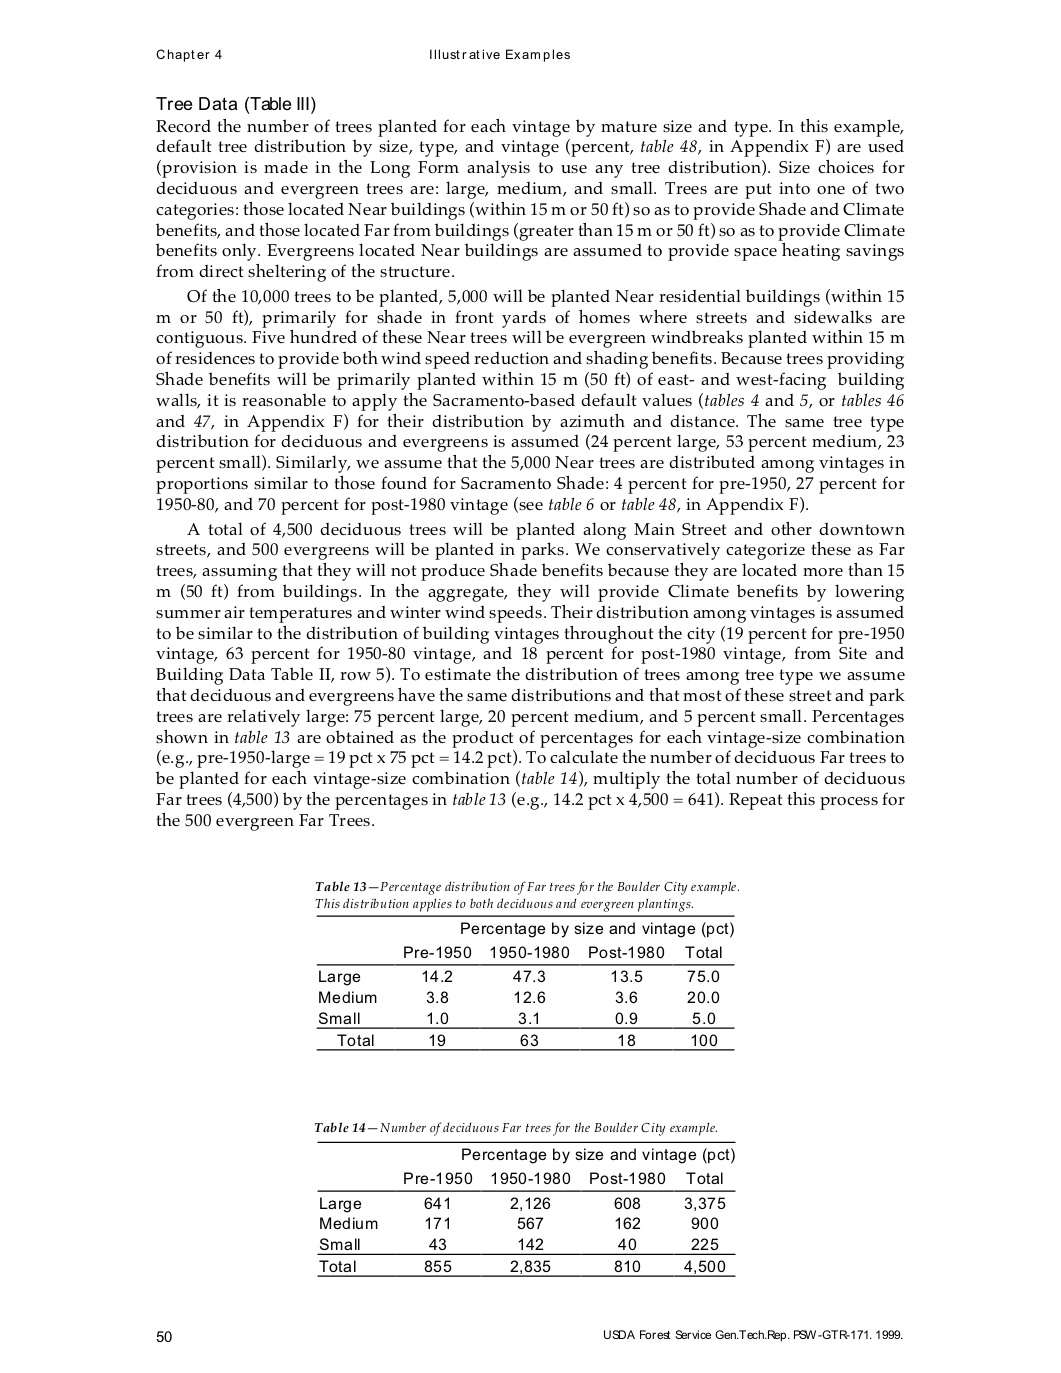 Chapter 4 Illustrative Examples
Tree Data (Table III)
Record the number of trees planted for each vintage by mature size and type. In this example,
default tree distribution by size, type, and vintage (percent, table 48, in Appendix F) are used
(provision is made in the Long Form analysis to use any tree distribution). Size choices for
deciduous and evergreen trees are: large, medium, and small. Trees are put into one of two
categories: those located Near buildings (within 15 m or 50 ft) so as to provide Shade and Climate
benefits, and those located Far from buildings (greater than 15 m or 50 ft) so as to provide Climate
benefits only. Evergreens located Near buildings are assumed to provide space heating savings
from direct sheltering of the structure.
Of the 10,000 trees to be planted, 5,000 will be planted Near residential buildings (within 15
m or 50 ft), primarily for shade in front yards of homes where streets and sidewalks are
contiguous. Five hundred of these Near trees will be evergreen windbreaks planted within 15 m
of residences to provide both wind speed reduction and shading benefits. Because trees providing
Shade benefits will be primarily planted within 15 m (50 ft) of east- and west-facing building
walls, it is reasonable to apply the Sacramento-based default values (tables 4 and 5, or tables 46
and 47, in Appendix F) for their distribution by azimuth and distance. The same tree type
distribution for deciduous and evergreens is assumed (24 percent large, 53 percent medium, 23
percent small). Similarly, we assume that the 5,000 Near trees are distributed among vintages in
proportions similar to those found for Sacramento Shade: 4 percent for pre-1950, 27 percent for
1950-80, and 70 percent for post-1980 vintage (see table 6 or table 48, in Appendix F).
A total of 4,500 deciduous trees will be planted along Main Street and other downtown
streets, and 500 evergreens will be planted in parks. We conservatively categorize these as Far
trees, assuming that they will not produce Shade benefits because they are located more than 15
m (50 ft) from buildings. In the aggregate, they will provide Climate benefits by lowering
summer air temperatures and winter wind speeds. Their distribution among vintages is assumed
to be similar to the distribution of building vintages throughout the city (19 percent for pre-1950
vintage, 63 percent for 1950-80 vintage, and 18 percent for post-1980 vintage, from Site and
Building Data Table II, row 5). To estimate the distribution of trees among tree type we assume
that deciduous and evergreens have the same distributions and that most of these street and park
trees are relatively large: 75 percent large, 20 percent medium, and 5 percent small. Percentages
shown in table 13 are obtained as the product of percentages for each vintage-size combination
(e.g., pre-1950-large = 19 pct x 75 pct = 14.2 pct). To calculate the number of deciduous Far trees to
be planted for each vintage-size combination (table 14), multiply the total number of deciduous
Far trees (4,500) by the percentages in table 13 (e.g., 14.2 pct x 4,500 = 641). Repeat this process for
the 500 evergreen Far Trees.
Table 13—Percentage distribution of Far trees for the Boulder City example.
This distribution applies to both deciduous and evergreen plantings.
Percentage by size and vintage (pct)
Pre-1950 1950-1980 Post-1980 Total
Large 14.2 47.3 13.5 75.0
Medium 3.8 12.6 3.6 20.0
Small 1.0 3.1 0.9 5.0
Total 19 63 18 100
Table 14—Number of deciduous Far trees for the Boulder City example.
Percentage by size and vintage (pct)
Pre-1950 1950-1980 Post-1980 Total
Large 641 2,126 608 3,375
Medium 171 567 162 900
Small 43 142 40 225
Total 855 2,835 810 4,500
50 USDA Forest Service Gen.Tech.Rep. PSW-GTR-171. 1999.